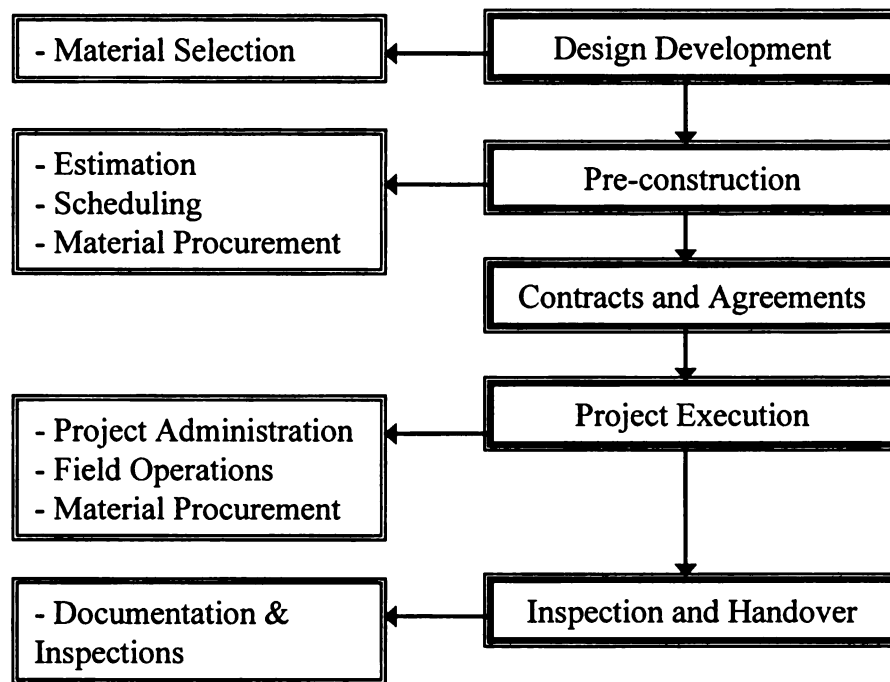 - Material Selection
Design Development
- Estimation
- Scheduling
- Material Procurement
Pre-construction
Contracts and Agreements
- Project Administration
- Field Operations
- Material Procurement
Project Execution
- Documentation &
Inspections
Inspection and Handover